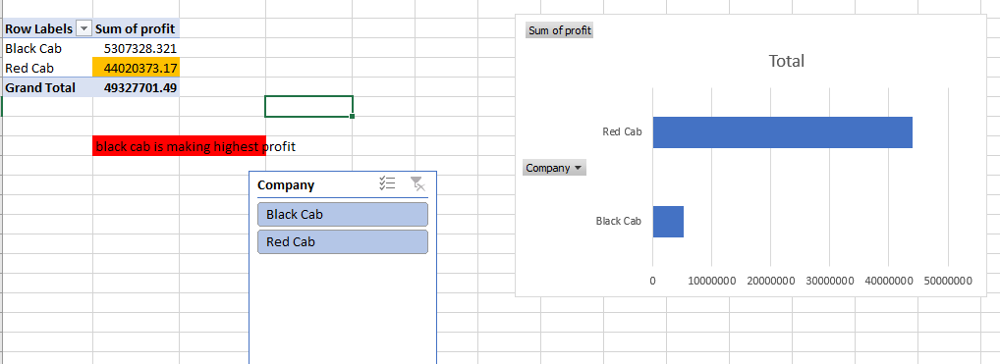 Row Labels Sum of profit
Black Cab 5307328.321
Red Cab 44020373.17
Grand Total 49327701.49
black cab is making highest profit
Company
Black Cab
Red Cab
Sum of profit
Total
Red Cab
Company
Black Cab
0 10000000 20000000 30000000 40000000 50000000